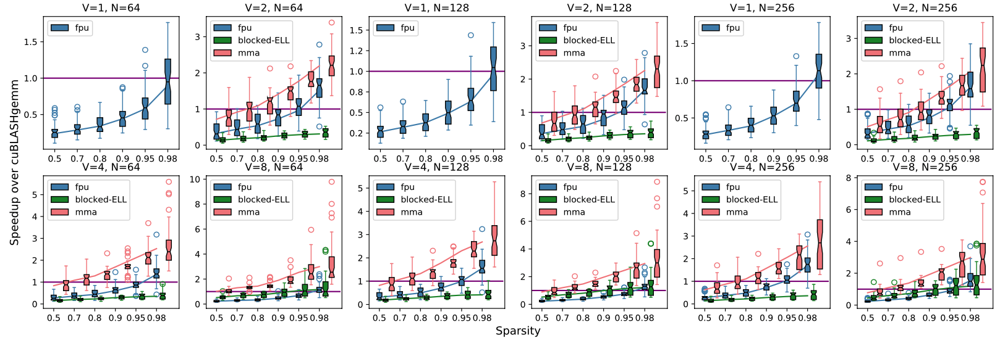 Speedup over cuBLASHgemm
V=1, N=64
fpu
1.5
1.0
0.5
0.5 0.7 0.8 0.9 0.95 0.98
V=2, N=64
fpu
blocked-ELL
mma
3
2
1
0
0.5 0.7 0.8 0.9 0.95 0.98
V=1, N=128
fpu
1.5
1.2
1.0
0.8
0.5
0.2
0.5 0.7 0.8 0.9 0.95 0.98
V=2, N=128
fpu
blocked-ELL
mma
3
2
1
0
0.5 0.7 0.8 0.9 0.95 0.98
V=1, N=256
fpu
1.5
1.0
0.5
0.5 0.7 0.8 0.9 0.95 0.98
V=2, N=256
fpu
blocked-ELL
mma
3
2
1
0
0.5 0.7 0.8 0.9 0.95 0.98
V=4, N=64
fpu
blocked-ELL
mma
5
4
3
2
1
0
0.5 0.7 0.8 0.9 0.95 0.98
V=8, N=64
fpu
blocked-ELL
mma
10
8
6
4
2
0
0.5 0.7 0.8 0.9 0.95 0.98
V=4, N=128
fpu
blocked-ELL
mma
5
4
3
2
1
0
0.5 0.7 0.8 0.9 0.95 0.98
V=8, N=128
fpu
blocked-ELL
mma
8
6
4
2
0
0.5 0.7 0.8 0.9 0.95 0.98
V=4, N=256
fpu
blocked-ELL
mma
5
4
3
2
1
0
0.5 0.7 0.8 0.9 0.95 0.98
V=8, N=256
fpu
blocked-ELL
mma
8
6
4
2
0
0.5 0.7 0.8 0.9 0.95 0.98
Sparsity